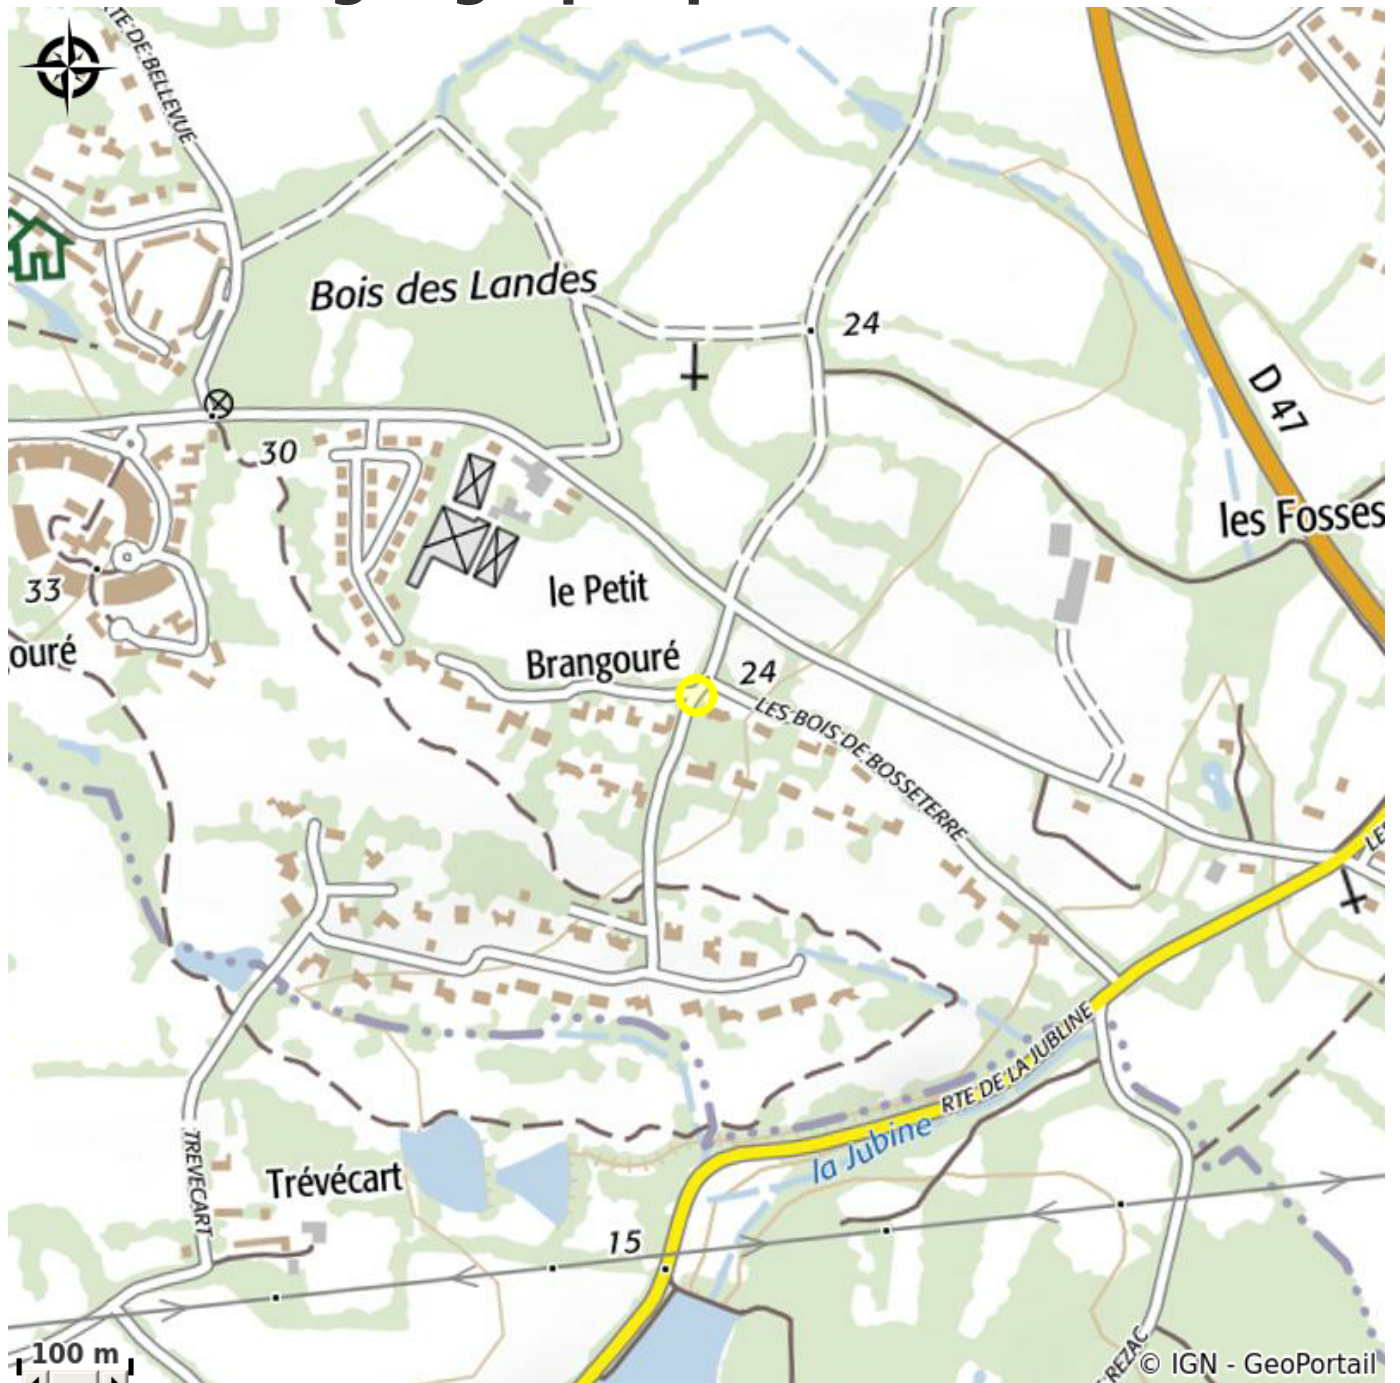 RTE DE BELLEVUE
Bois des Landes
24
D 47
30
les Fosses
33
le Petit
ouré
Brangouré
24
LES BOIS DE BOSSETERRE
LES
RTE DE LA JUBLINE
la Jubine
TREVECART
Trévécart
15
REZAC
100 m
© IGN - GeoPortail